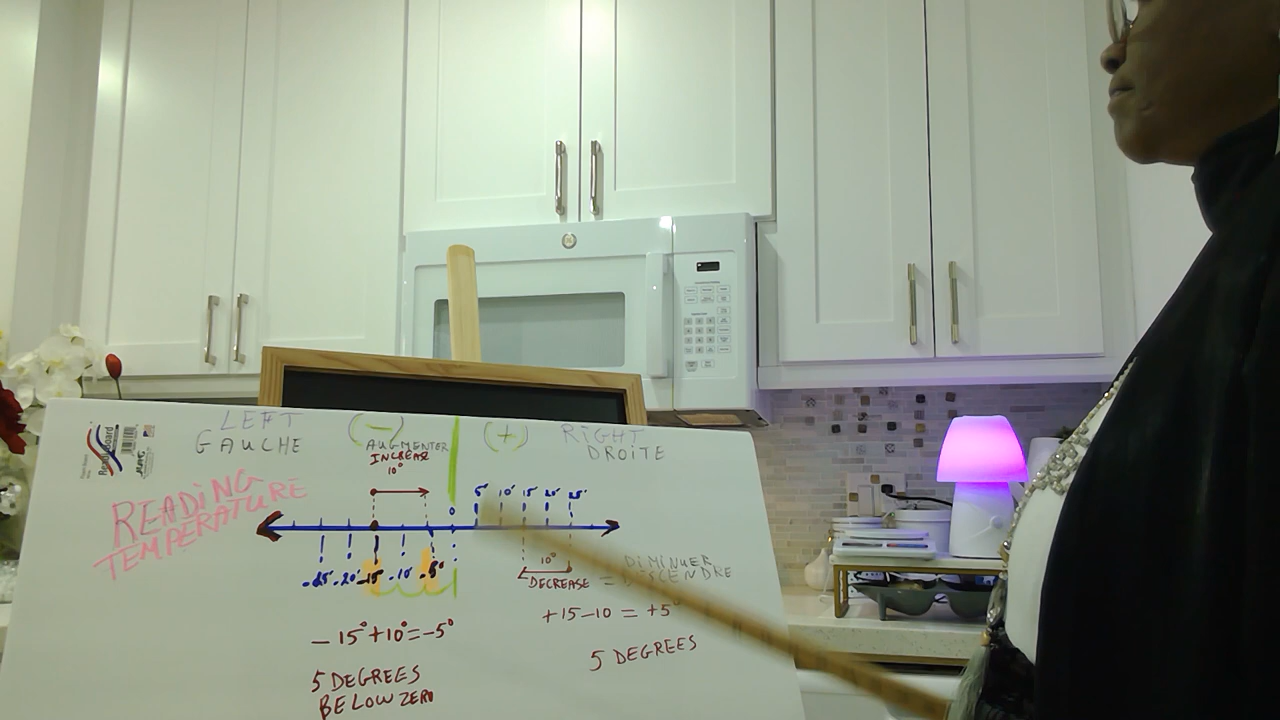 LEFT
GAUCHE
(-)
AUGMENTER
INCREASE
10°
(+)
RIGHT
DROITE
READING
TEMPERATURE
0 5° 10° 15° 20° 25°
-25° -20° -15° -10° -5°
10°
DECREASE = DIMINUER
DESCENDRE
-15°+10°=-5°
+15-10 = +5°
5 DEGREES
BELOW ZERO
5 DEGREES